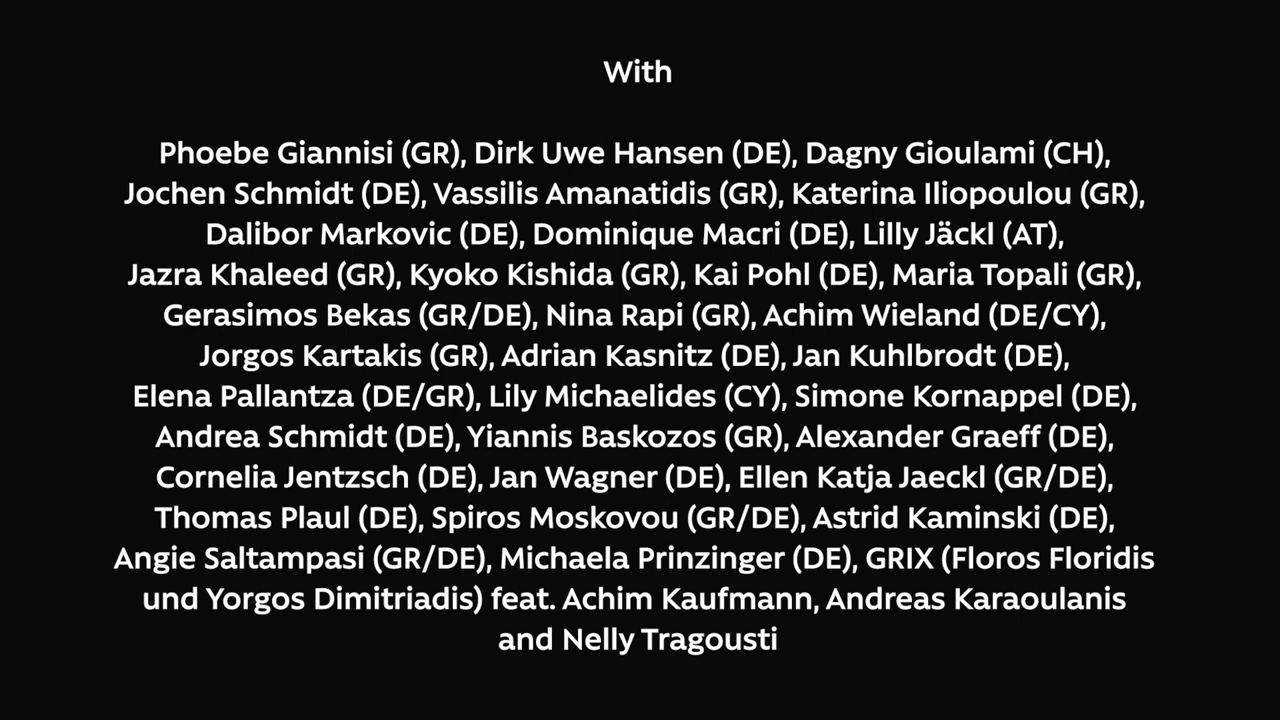 With
Phoebe Giannisi (GR), Dirk Uwe Hansen (DE), Dagny Gioulami (CH),
Jochen Schmidt (DE), Vassilis Amanatidis (GR), Katerina Iliopoulou (GR),
Dalibor Markovic (DE), Dominique Macri (DE), Lilly Jäckl (AT),
Jazra Khaleed (GR), Kyoko Kishida (GR), Kai Pohl (DE), Maria Topali (GR),
Gerasimos Bekas (GR/DE), Nina Rapi (GR), Achim Wieland (DE/CY),
Jorgos Kartakis (GR), Adrian Kasnitz (DE), Jan Kuhlbrodt (DE),
Elena Pallantza (DE/GR), Lily Michaelides (CY), Simone Kornappel (DE),
Andrea Schmidt (DE), Yiannis Baskozos (GR), Alexander Graeff (DE),
Cornelia Jentzsch (DE), Jan Wagner (DE), Ellen Katja Jaeckl (GR/DE),
Thomas Plaul (DE), Spiros Moskovou (GR/DE), Astrid Kaminski (DE),
Angie Saltampasi (GR/DE), Michaela Prinzinger (DE), GRIX (Floros Floridis
und Yorgos Dimitriadis) feat. Achim Kaufmann, Andreas Karaoulanis
and Nelly Tragousti